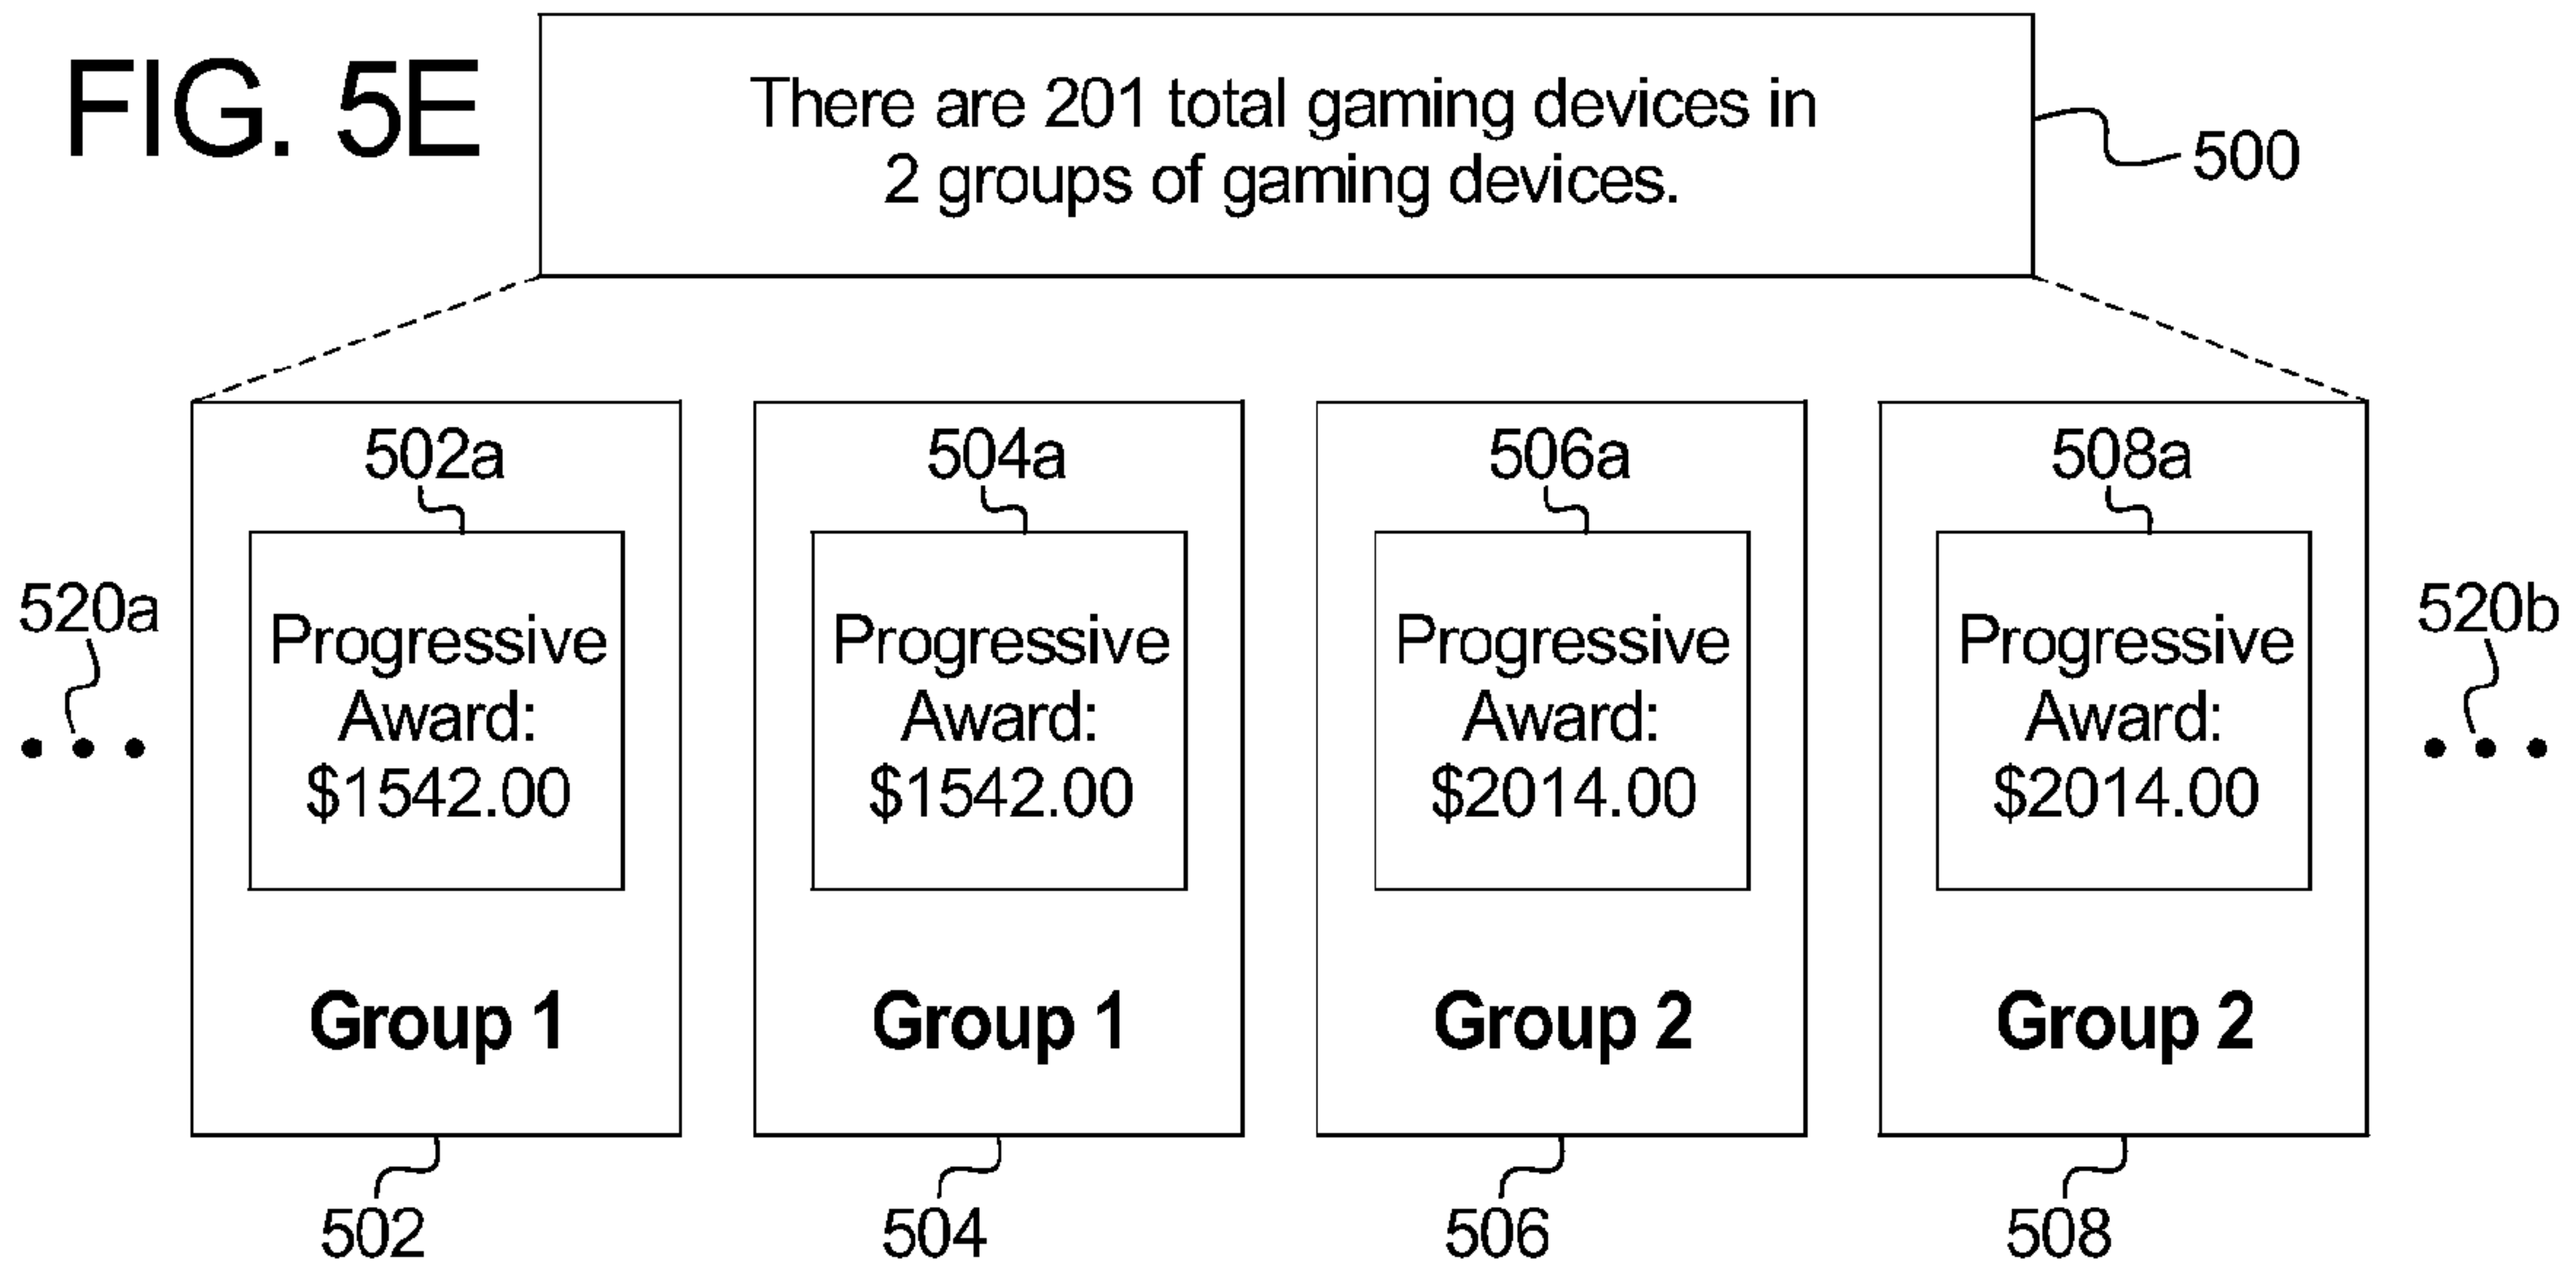 FIG. 5E
There are 201 total gaming devices in
2 groups of gaming devices.
500
502a
504a
506a
508a
520a
520b
Progressive
Award:
$1542.00
Progressive
Award:
$1542.00
Progressive
Award:
$2014.00
Progressive
Award:
$2014.00
Group 1
Group 1
Group 2
Group 2
502
504
506
508